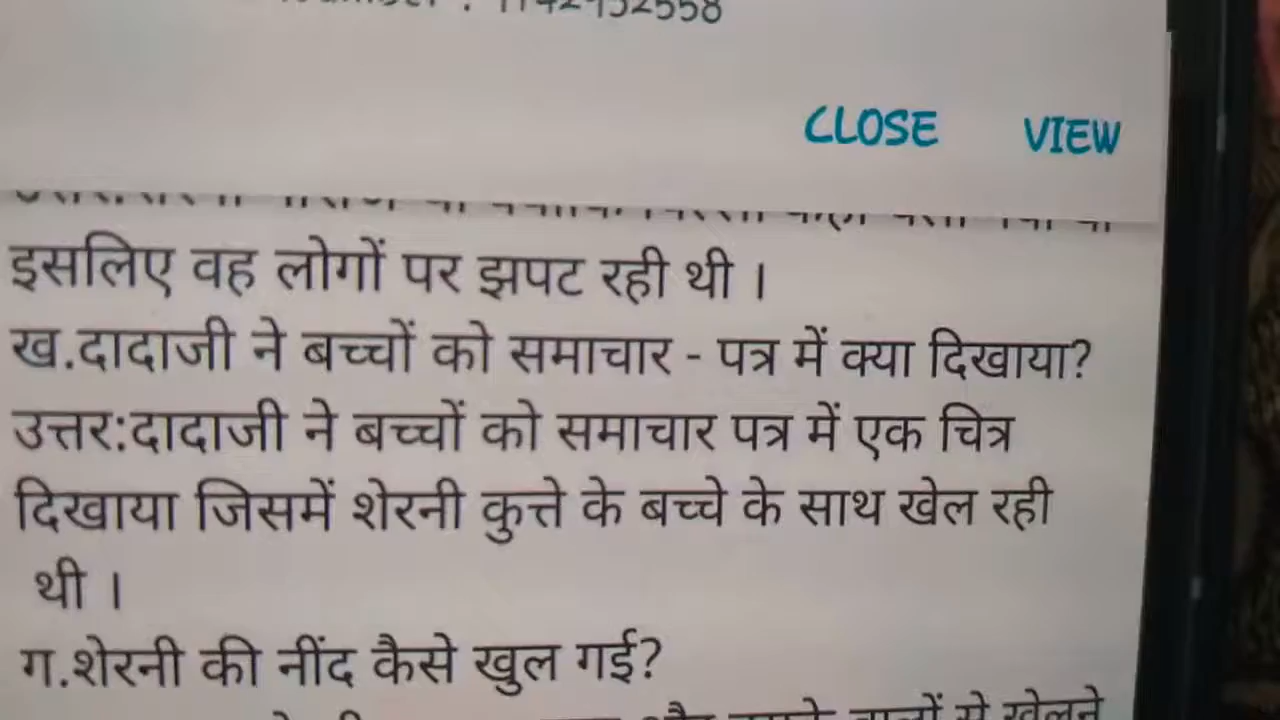 CLOSE VIEW
इसलिए वह लोगों पर झपट रही थी ।
ख.दादाजी ने बच्चों को समाचार - पत्र में क्या दिखाया?
उत्तर:दादाजी ने बच्चों को समाचार पत्र में एक चित्र
दिखाया जिसमें शेरनी कुत्ते के बच्चे के साथ खेल रही
थी ।
ग.शेरनी की नींद कैसे खुल गई?
से खेलने